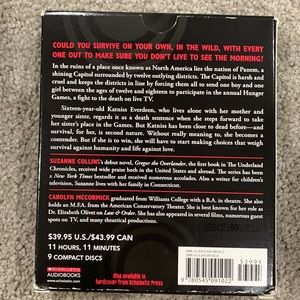 COULD YOU SURVIVE ON YOUR OWN, IN THE WILD, WITH EVERY
ONE OUT TO MAKE SURE YOU DON'T LIVE TO SEE THE MORNING?
In the ruins of a place once known as North America lies the nation of Panem, a
shining Capitol surrounded by twelve outlying districts. The Capitol is harsh and
cruel and keeps the districts in line by forcing them all to send one boy and one
girl between the ages of twelve and eighteen to participate in the annual Hunger
Games, a fight to the death on live TV.
Sixteen-year-old Katniss Everdeen, who lives alone with her mother and younger
sister, regards it as a death sentence when she steps forward to take
her sister's place in the Games. But Katniss has been close to dead before—and
survival, for her, is second nature. Without really meaning to, she becomes a
contender. But if she is to win, she will have to start making choices that weigh
survival against humanity and life against love.
SUZANNE COLLINS's debut novel, Gregor the Overlander, the first book in The Underland
Chronicles, received wide praise both in the United States and abroad. The series has been
a New York Times bestseller and received numerous accolades. Also a writer for children's
television, Suzanne lives with her family in Connecticut.
CAROLYN MCCORMICK graduated from Williams College with a B.A. in theatre. She
also holds an M.F.A. from the American Conservatory Theatre. She is best known for her role as
Dr. Elizabeth Olivet on Law & Order. She has also appeared in several films, numerous guest
spots on TV, and many theatrical productions.
$39.95 U.S./$43.99 CAN
11 HOURS, 11 MINUTES
9 COMPACT DISCS
SCHOLASTIC
AUDIOBOOKS
www.scholastic.com
Also available in
hardcover from Scholastic Press
53995
9 780545 091022